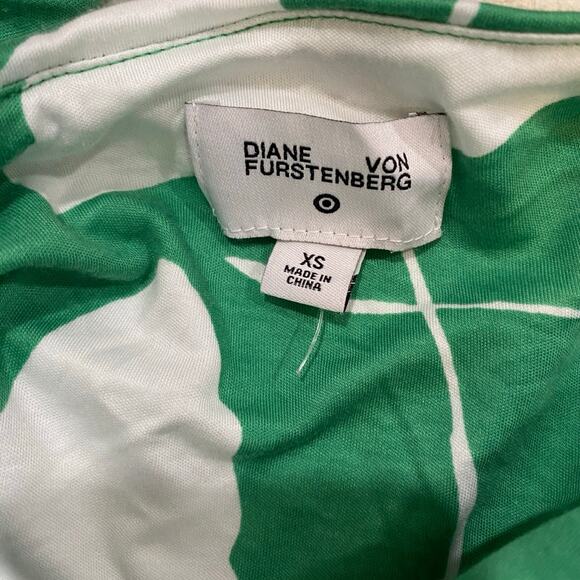 DIANE VON
FURSTENBERG
XS
MADE IN
CHINA